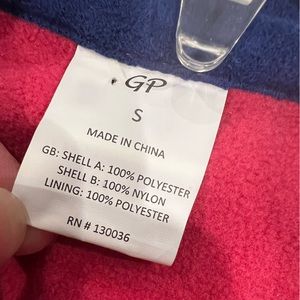 GP
S
MADE IN CHINA
GB: SHELL A: 100% POLYESTER
SHELL B: 100% NYLON
LINING: 100% POLYESTER
RN # 130036